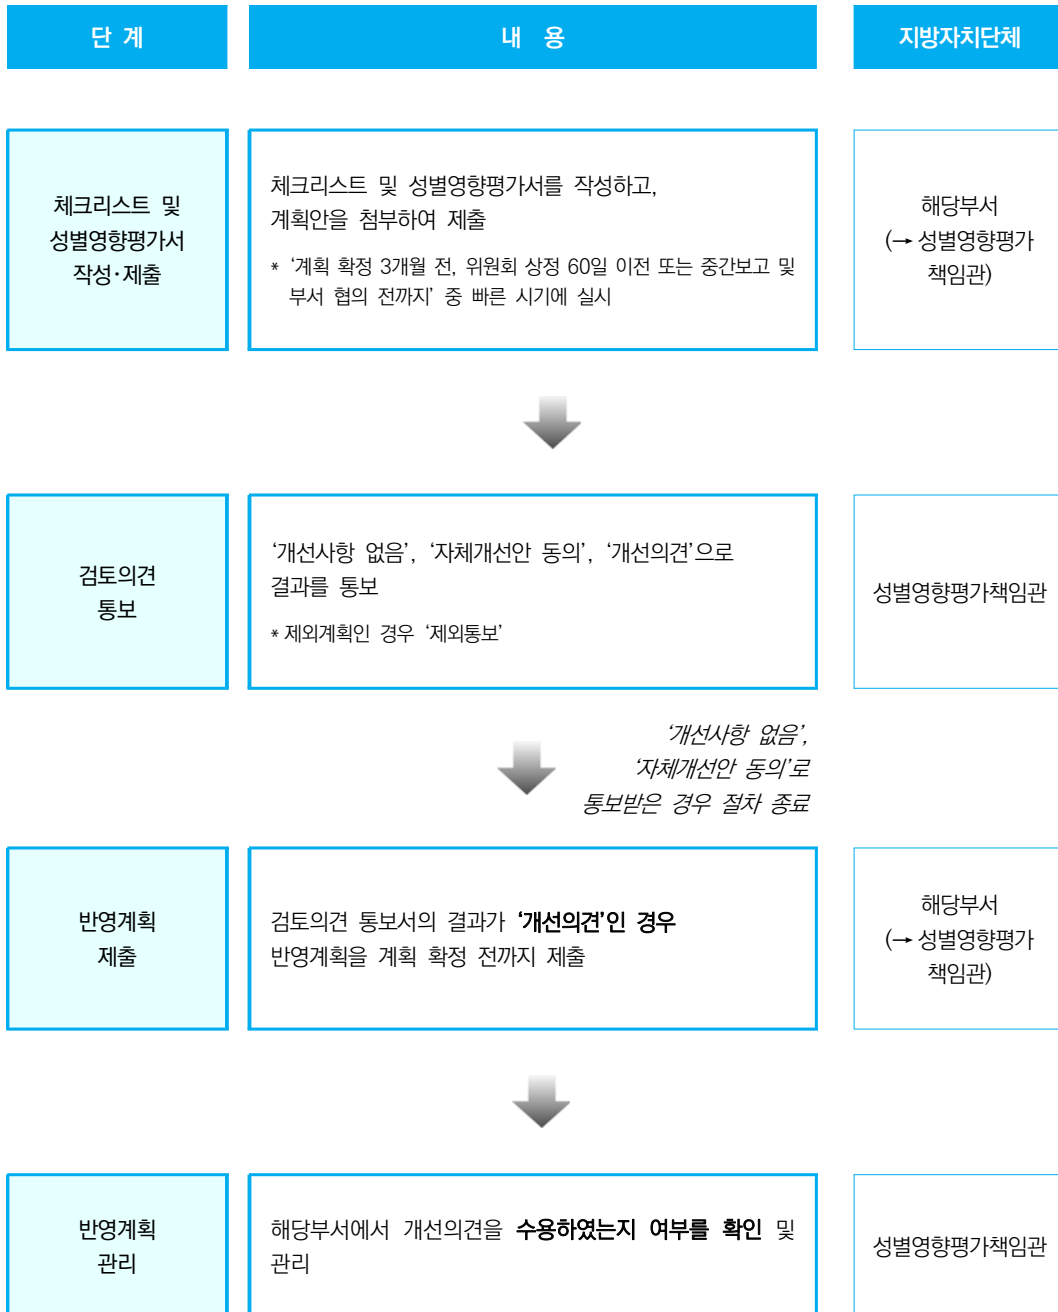 단 계
내 용
지방자치단체
체크리스트 및
성별영향평가서
작성·제출
체크리스트 및 성별영향평가서를 작성하고,
계획안을 첨부하여 제출
* ‘계획 확정 3개월 전, 위원회 상정 60일 이전 또는 중간보고 및
부서 협의 전까지’ 중 빠른 시기에 실시
해당부서
(→ 성별영향평가
책임관)
검토의견
통보
‘개선사항 없음’, ‘자체개선안 동의’, ‘개선의견’으로
결과를 통보
* 제외계획인 경우 ‘제외통보’
성별영향평가책임관
‘개선사항 없음’,
‘자체개선안 동의’로
통보받은 경우 절차 종료
반영계획
제출
검토의견 통보서의 결과가 ‘개선의견’인 경우
반영계획을 계획 확정 전까지 제출
해당부서
(→ 성별영향평가
책임관)
반영계획
관리
해당부서에서 개선의견을 수용하였는지 여부를 확인 및
관리
성별영향평가책임관